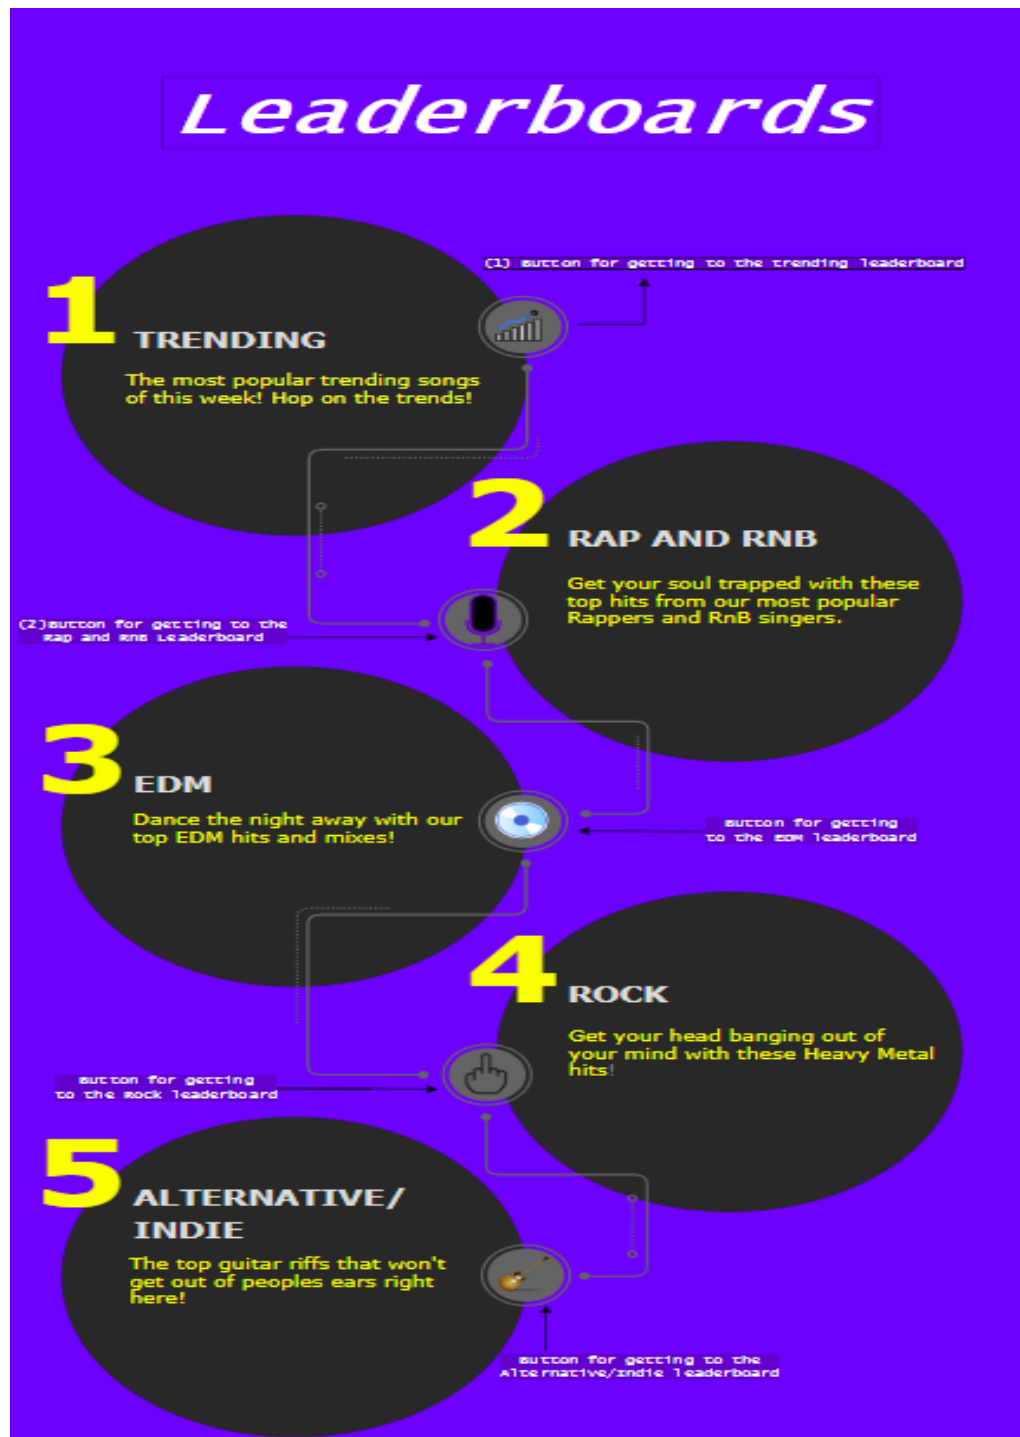 Leaderboards
(1) Button for getting to the trending leaderboard
1
TRENDING
The most popular trending songs
of this week! Hop on the trends!
2
RAP AND RNB
Get your soul trapped with these
top hits from our most popular
Rappers and RnB singers.
(2)Button for getting to the
Rap and RnB Leaderboard
3
EDM
Dance the night away with our
top EDM hits and mixes!
Button for getting
to the EDM leaderboard
4
ROCK
Get your head banging out of
your mind with these Heavy Metal
hits!
Button for getting
to the Rock leaderboard
5
ALTERNATIVE/
INDIE
The top guitar riffs that won't
get out of peoples ears right
here!
Button for getting to the
Alternative/Indie leaderboard